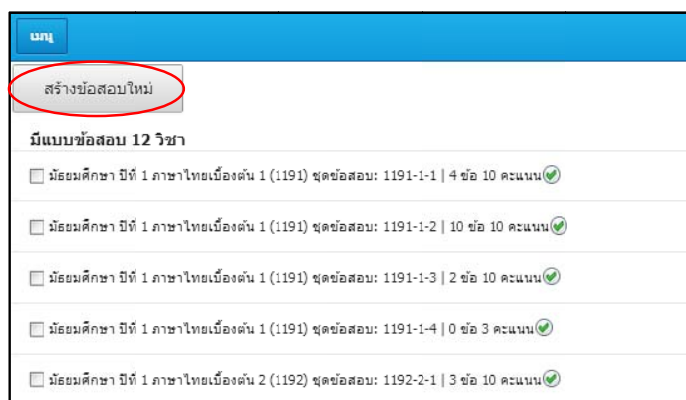 เมนู
สร้างข้อสอบใหม่
มีแบบข้อสอบ 12 วิชา
มัธยมศึกษา ปีที่ 1 ภาษาไทยเบื้องต้น 1 (1191) ชุดข้อสอบ: 1191-1-1 | 4 ข้อ 10 คะแนน
มัธยมศึกษา ปีที่ 1 ภาษาไทยเบื้องต้น 1 (1191) ชุดข้อสอบ: 1191-1-2 | 10 ข้อ 10 คะแนน
มัธยมศึกษา ปีที่ 1 ภาษาไทยเบื้องต้น 1 (1191) ชุดข้อสอบ: 1191-1-3 | 2 ข้อ 10 คะแนน
มัธยมศึกษา ปีที่ 1 ภาษาไทยเบื้องต้น 1 (1191) ชุดข้อสอบ: 1191-1-4 | 0 ข้อ 3 คะแนน
มัธยมศึกษา ปีที่ 1 ภาษาไทยเบื้องต้น 2 (1192) ชุดข้อสอบ: 1192-2-1 | 3 ข้อ 10 คะแนน